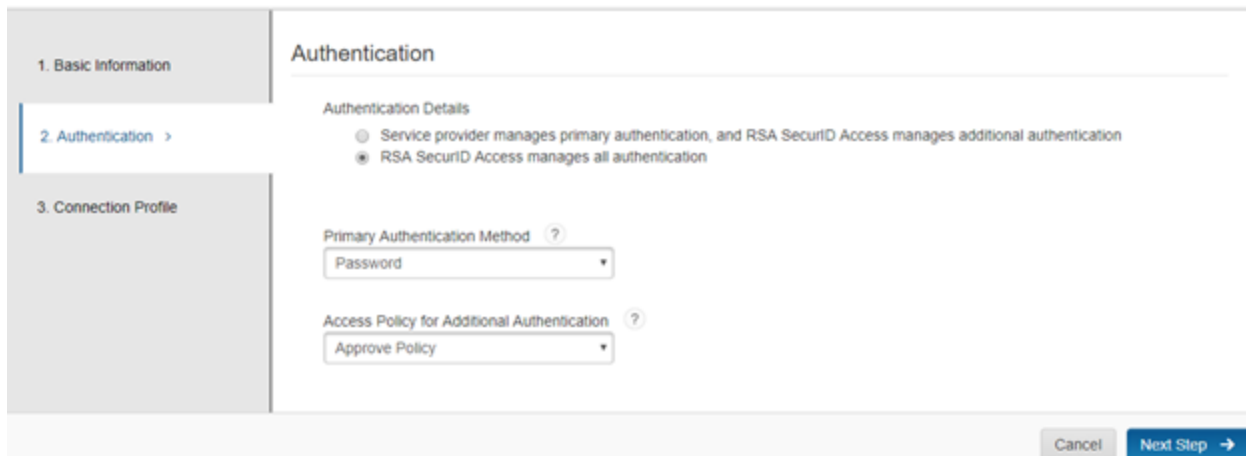 1. Basic Information
2. Authentication >
3. Connection Profile
Authentication
Authentication Details
Service provider manages primary authentication, and RSA SecurID Access manages additional authentication
RSA SecurID Access manages all authentication
Primary Authentication Method ?
Password
Access Policy for Additional Authentication ?
Approve Policy
Cancel
Next Step →